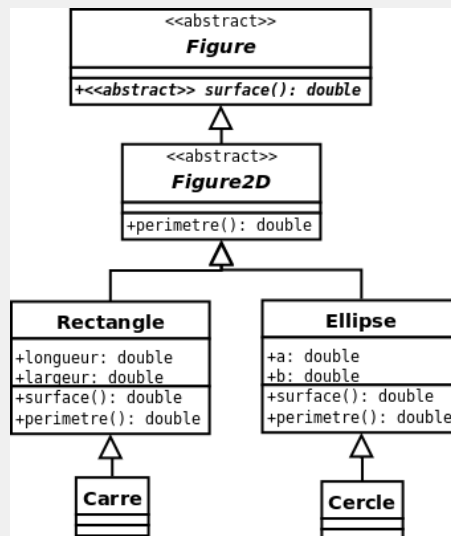 <<abstract>>
Figure
+<<abstract>> surface(): double
<<abstract>>
Figure2D
+perimetre(): double
Rectangle
+longueur: double
+largeur: double
+surface(): double
+perimetre(): double
Ellipse
+a: double
+b: double
+surface(): double
+perimetre(): double
Carre
Cercle